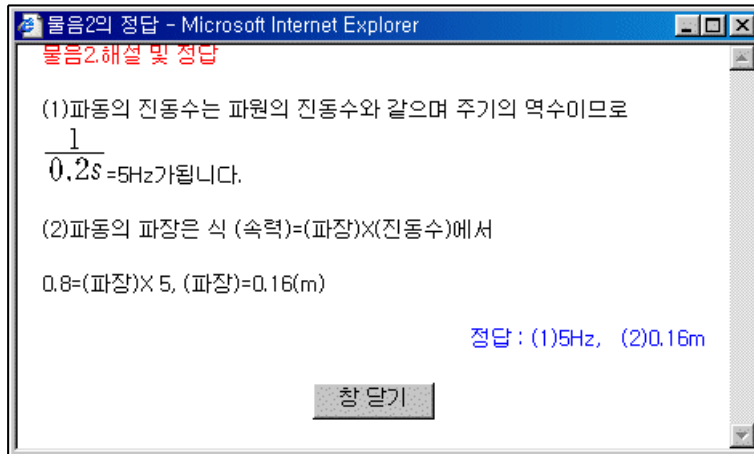 물음2의 정답 - Microsoft Internet Explorer
물음2.해설 및 정답
(1)파동의 진동수는 파원의 진동수와 같으며 주기의 역수이므로
1
0.2s =5Hz가됩니다.
(2)파동의 파장은 식 (속력)=(파장)X(진동수)에서
0.8=(파장)X 5, (파장)=0.16(m)
정답 : (1)5Hz, (2)0.16m
창 닫기